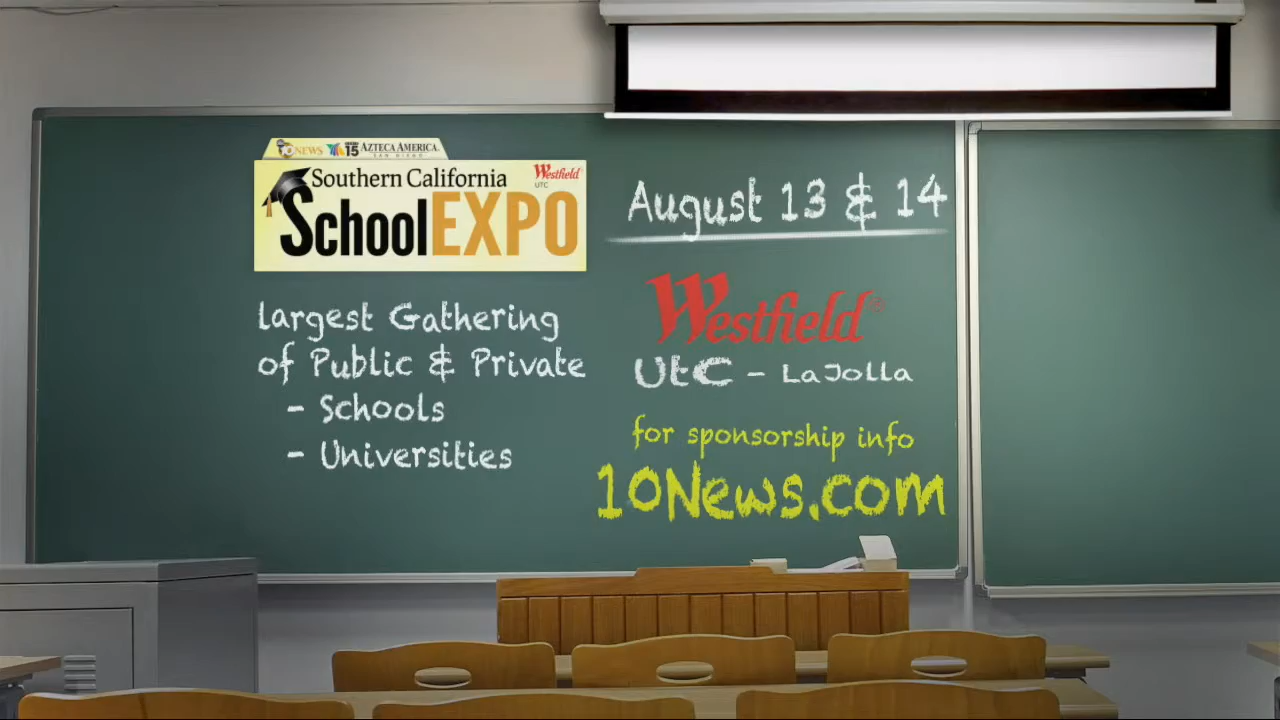 10NEWS AZTECA 15 AZTECA AMERICA
SAN DIEGO
Southern California
Westfield
UTC
SchoolEXPO
August 13 & 14
largest Gathering
of Public & Private
- Schools
- Universities
Westfield
UtC - LaJolla
for sponsorship info
10News.com